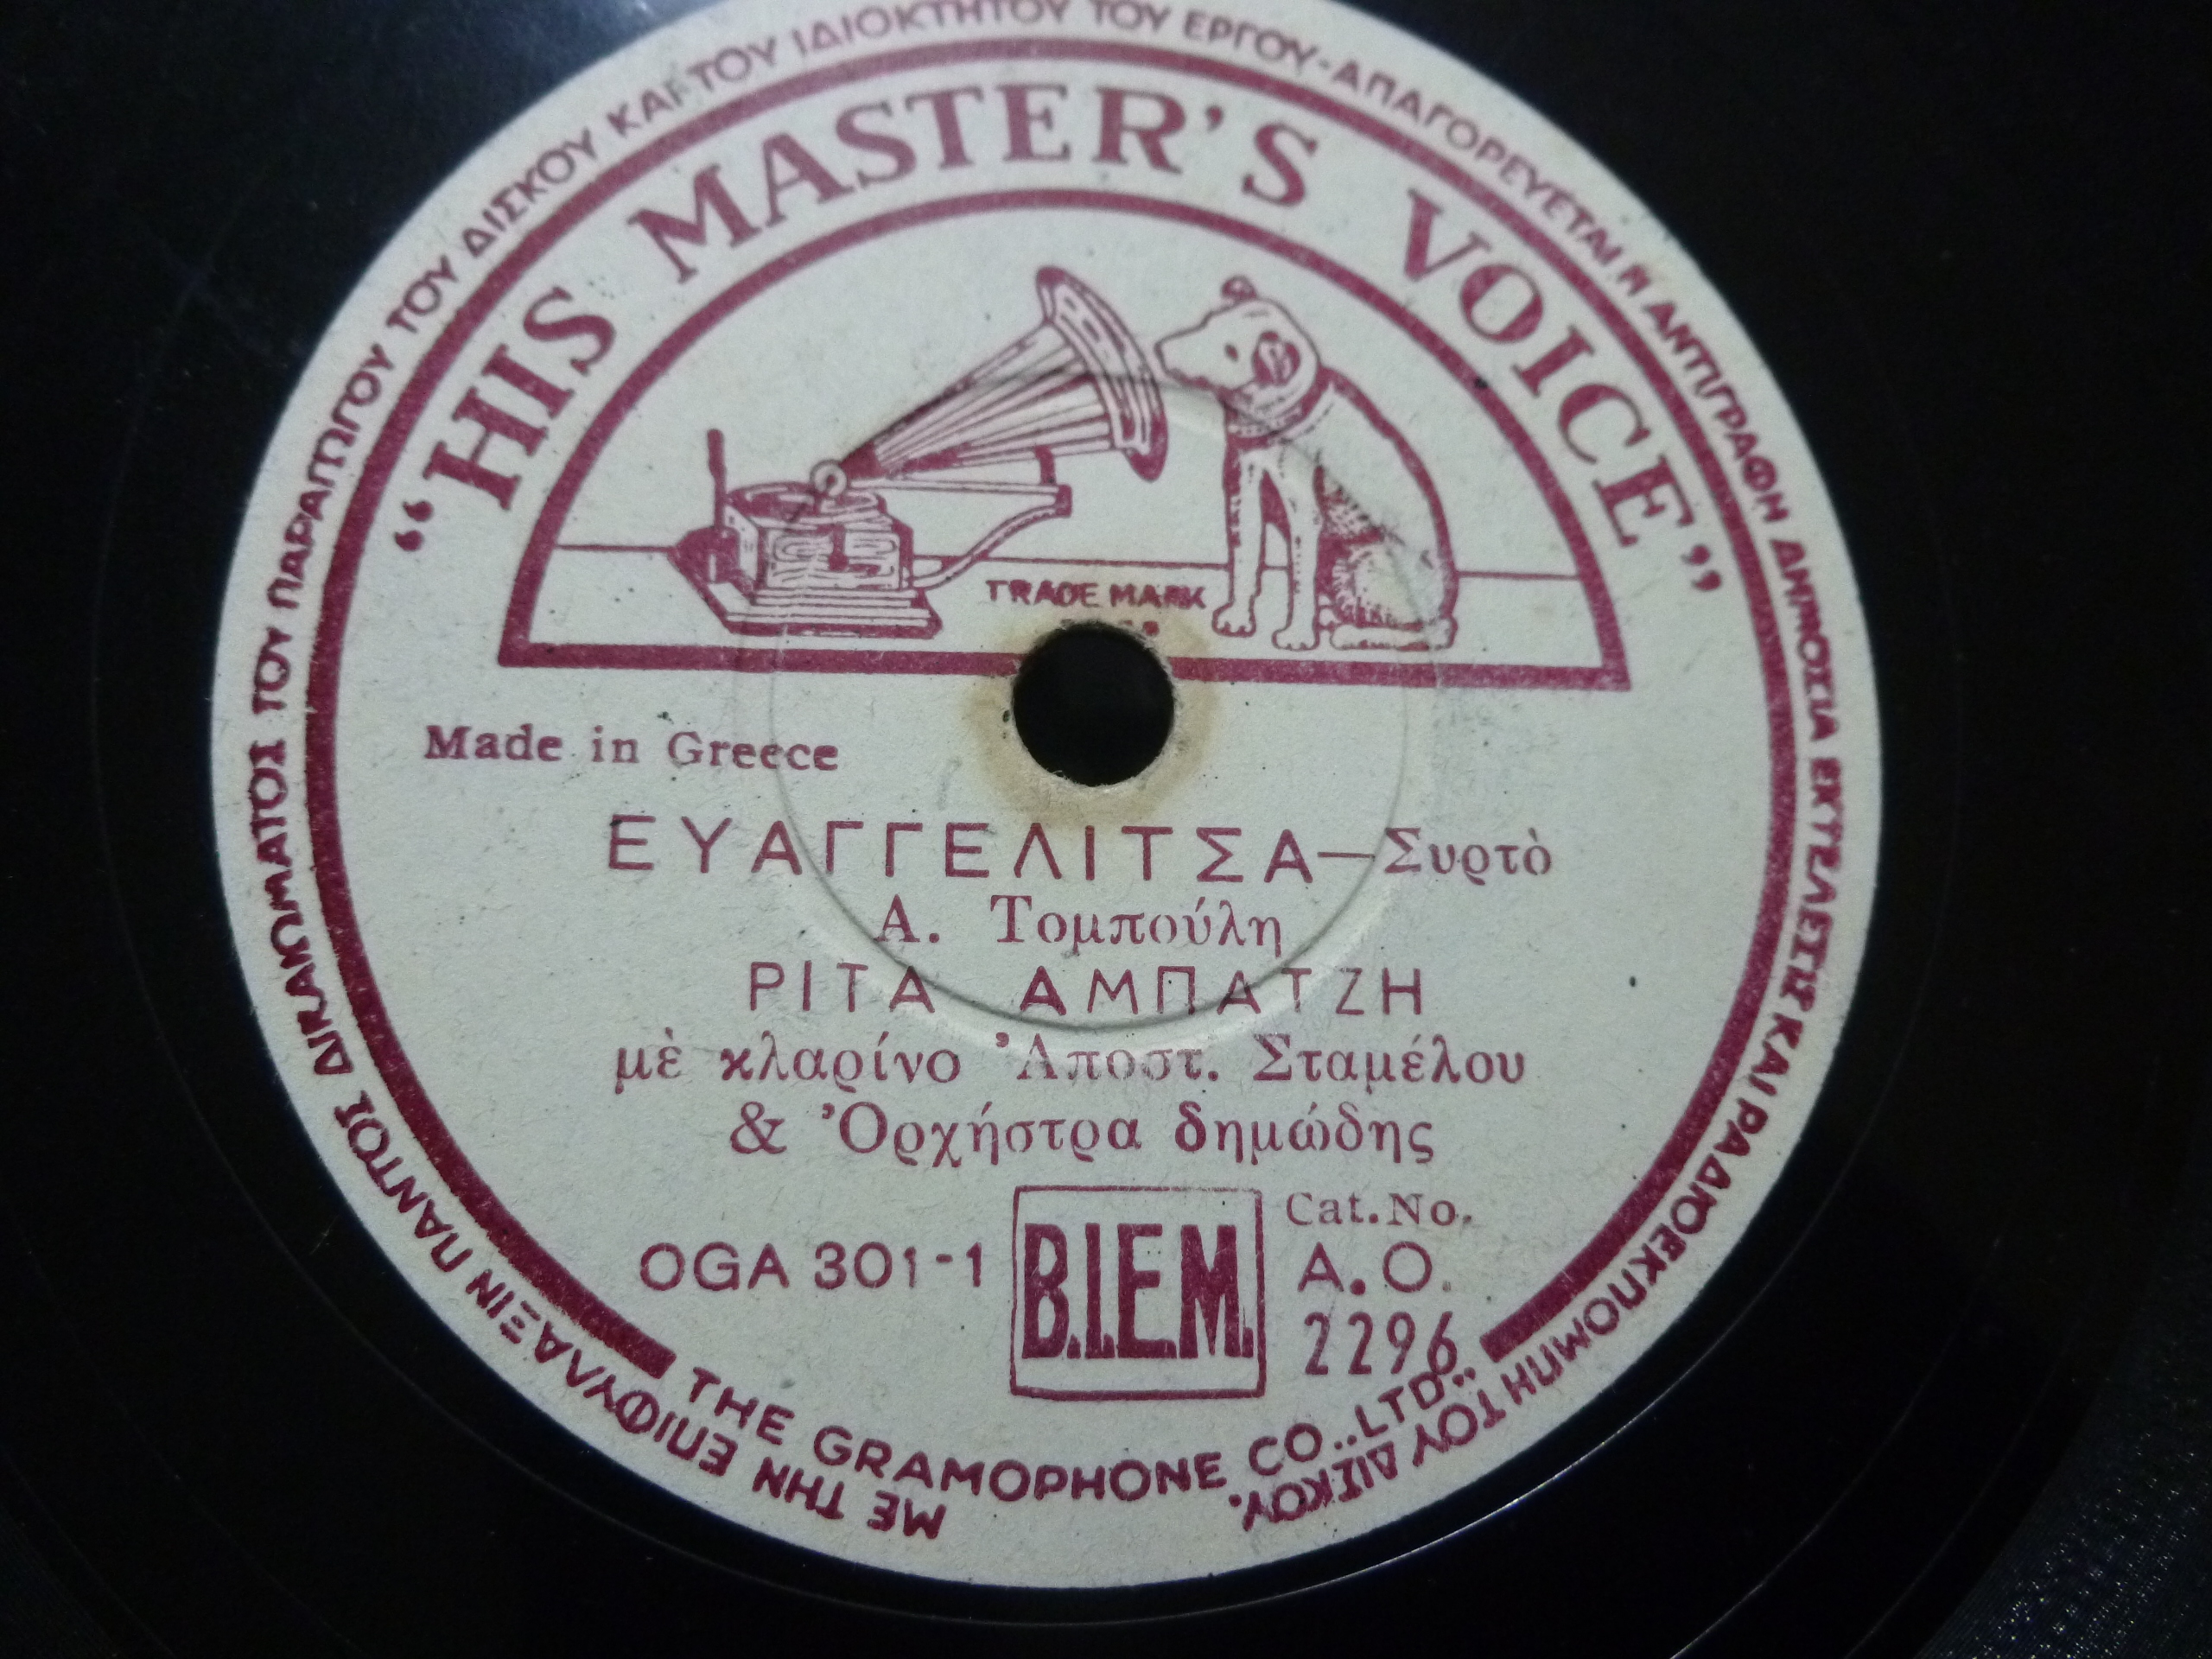 ΜΕ ΤΗΝ ΕΠΙΦΥΛΑΞΙΝ ΠΑΝΤΟΣ ΔΙΚΑΙΩΜΑΤΟΣ ΤΟΥ ΠΑΡΑΓΩΓΟΥ ΤΟΥ ΔΙΣΚΟΥ ΚΑΙ ΤΟΥ ΙΔΙΟΚΤΗΤΟΥ ΤΟΥ ΕΡΓΟΥ-ΑΠΑΓΟΡΕΥΕΤΑΙ Η ΑΝΤΙΓΡΑΦΗ ΔΗΜΟΣΙΑ ΕΚΤΕΛΕΣΙΣ ΚΑΙ ΡΑΔΙΟΕΚΠΟΜΠΗ ΤΟΥ ΔΙΣΚΟΥ.
“HIS MASTER'S VOICE”
TRADE MARK
Made in Greece
ΕΥΑΓΓΕΛΙΤΣΑ—Συρτὸ
Α. Τομπούλη
ΡΙΤΑ ΑΜΠΑΤΖΗ
μὲ κλαρίνο Ἀποστ. Σταμέλου
& Ὀρχήστρα δημώδης
OGA 301-1
B.I.E.M.
Cat.No.
A.O.
2296
THE GRAMOPHONE CO.,LTD.